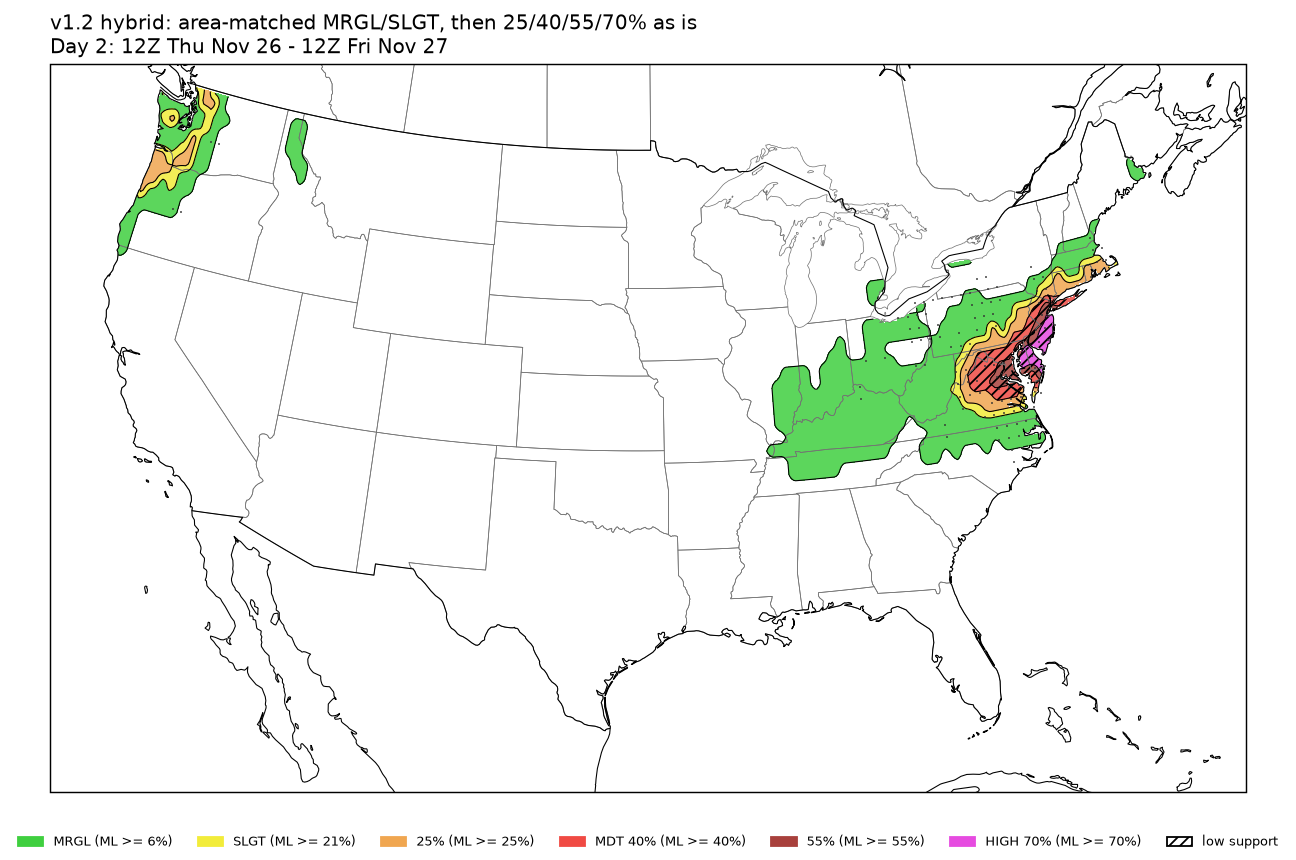 v1.2 hybrid: area-matched MRGL/SLGT, then 25/40/55/70% as is
Day 2: 12Z Thu Nov 26 - 12Z Fri Nov 27
MRGL (ML >= 6%) SLGT (ML >= 21%) 25% (ML >= 25%) MDT 40% (ML >= 40%) 55% (ML >= 55%) HIGH 70% (ML >= 70%) low support